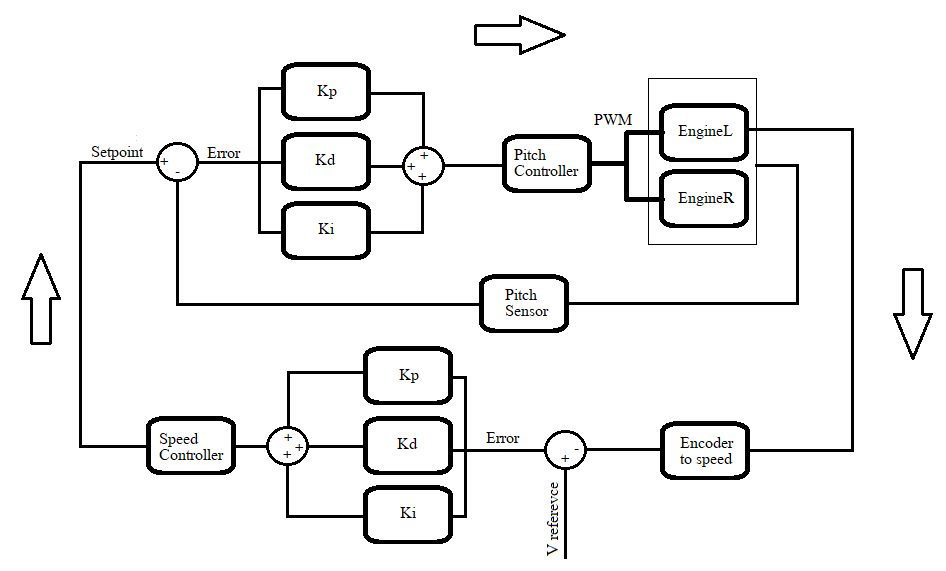 Kp
PWM
EngineL
Setpoint
+
-
Error
Kd
+
+
+
Pitch
Controller
EngineR
Ki
Pitch
Sensor
Kp
Speed
Controller
+
+
+
Kd
Error
+
-
Encoder
to speed
Ki
V referevce